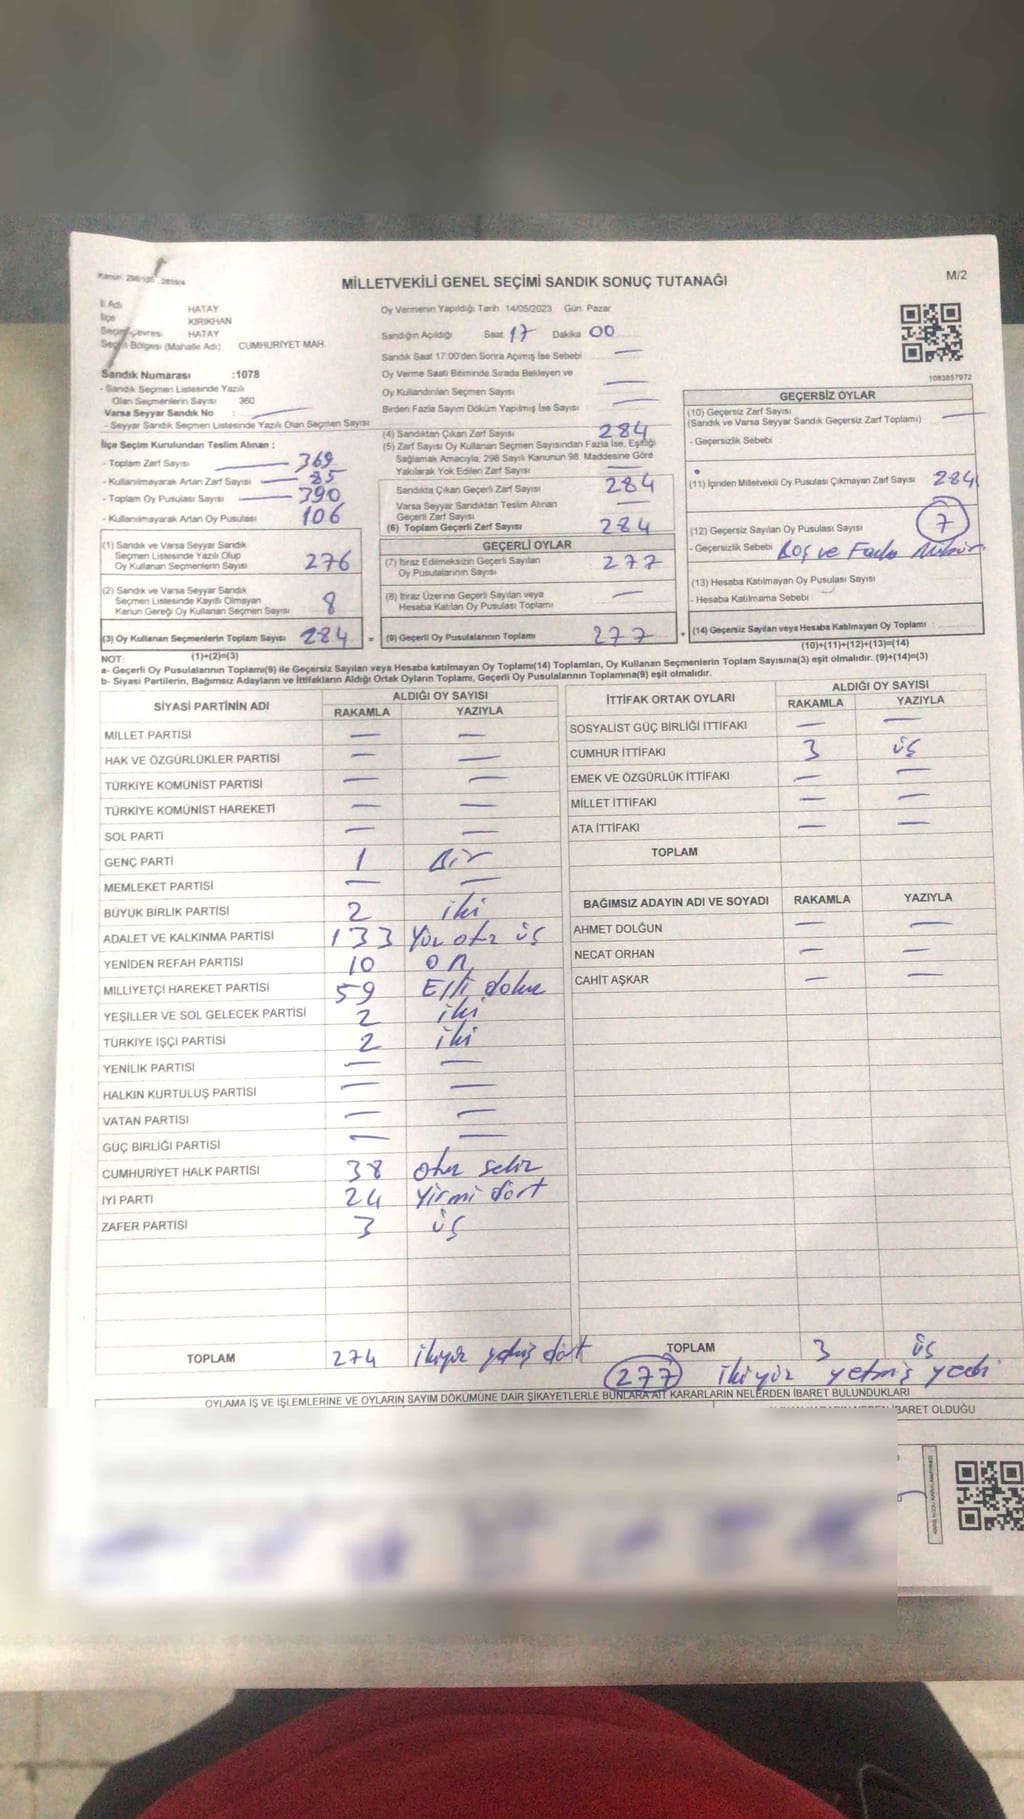 MİLLETVEKİLİ GENEL SEÇİMİ SANDIK SONUÇ TUTANAĞI
M/2
İl Adı HATAY
İlçe KIRIKHAN
Seçim Çevresi HATAY
Seçim Bölgesi (Mahalle Adı) CUMHURİYET MAH.
Sandık Numarası :1078
- Sandık Seçmen Listesinde Yazılı
Olan Seçmenlerin Sayısı 360
Varsa Seyyar Sandık No :
- Seyyar Sandık Seçmen Listesinde Yazılı Olan Seçmen Sayısı
İlçe Seçim Kurulundan Teslim Alınan ;
- Toplam Zarf Sayısı 369
- Kullanılmayarak Artan Zarf Sayısı 85
- Toplam Oy Pusulası Sayısı 390
- Kullanılmayarak Artan Oy Pusulası 106
(1) Sandık ve Varsa Seyyar Sandık
Seçmen Listesinde Yazılı Olup
Oy Kullanan Seçmenlerin Sayısı 276
(2) Sandık ve Varsa Seyyar Sandık
Seçmen Listesinde Kayıtlı Olmayan
Kanun Gereği Oy Kullanan Seçmen Sayısı 8
(3) Oy Kullanan Seçmenlerin Toplam Sayısı 284 =
(1)+(2)=(3)
Oy Vermenin Yapıldığı Tarih 14/05/2023 Gün Pazar
Sandığın Açıldığı Saat 17 Dakika 00
Sandık Saat 17:00'den Sonra Açılmış İse Sebebi —
Oy Verme Saati Bitiminde Sırada Bekleyen ve
Oy Kullandırılan Seçmen Sayısı —
Birden Fazla Sayım Döküm Yapılmış İse Sayısı —
(4) Sandıktan Çıkan Zarf Sayısı 284
(5) Zarf Sayısı Oy Kullanan Seçmen Sayısından Fazla İse, Eşitliği
Sağlamak Amacıyla, 298 Sayılı Kanunun 98. Maddesine Göre
Yakılarak Yok Edilen Zarf Sayısı —
Sandıkta Çıkan Geçerli Zarf Sayısı 284
Varsa Seyyar Sandıktan Teslim Alınan
Geçerli Zarf Sayısı —
(6) Toplam Geçerli Zarf Sayısı 284
GEÇERLİ OYLAR
(7) İtiraz Edilmeksizin Geçerli Sayılan
Oy Pusulalarının Sayısı 277
(8) İtiraz Üzerine Geçerli Sayılan veya
Hesaba Katılan Oy Pusulası Toplamı —
(9) Geçerli Oy Pusulalarının Toplamı 277 +
1083857972
GEÇERSİZ OYLAR
(10) Geçersiz Zarf Sayısı —
(Sandık ve Varsa Seyyar Sandık Geçersiz Zarf Toplamı)
- Geçersizlik Sebebi
(11) İçinden Milletvekili Oy Pusulası Çıkmayan Zarf Sayısı 284
(12) Geçersiz Sayılan Oy Pusulası Sayısı 7
- Geçersizlik Sebebi Boş ve Fazla Mühür
(13) Hesaba Katılmayan Oy Pusulası Sayısı
- Hesaba Katılmama Sebebi
(14) Geçersiz Sayılan veya Hesaba Katılmayan Oy Toplamı
(10)+(11)+(12)+(13)=(14)
NOT:
a- Geçerli Oy Pusulalarının Toplamı(9) ile Geçersiz Sayılan veya Hesaba katılmayan Oy Toplamı(14) Toplamları, Oy Kullanan Seçmenlerin Toplam Sayısına(3) eşit olmalıdır. (9)+(14)=(3)
b- Siyasi Partilerin, Bağımsız Adayların ve İttifakların Aldığı Ortak Oyların Toplamı, Geçerli Oy Pusulalarının Toplamına(9) eşit olmalıdır.
SİYASİ PARTİNİN ADI ALDIĞI OY SAYISI
RAKAMLA YAZIYLA
MİLLET PARTİSİ — —
HAK VE ÖZGÜRLÜKLER PARTİSİ — —
TÜRKİYE KOMÜNİST PARTİSİ — —
TÜRKİYE KOMÜNİST HAREKETİ — —
SOL PARTİ — —
GENÇ PARTİ 1 Bir
MEMLEKET PARTİSİ — —
BÜYÜK BİRLİK PARTİSİ 2 iki
ADALET VE KALKINMA PARTİSİ 133 Yüz otuz üç
YENİDEN REFAH PARTİSİ 10 on
MİLLİYETÇİ HAREKET PARTİSİ 59 Elli dokuz
YEŞİLLER VE SOL GELECEK PARTİSİ 2 iki
TÜRKİYE İŞÇİ PARTİSİ 2 iki
YENİLİK PARTİSİ — —
HALKIN KURTULUŞ PARTİSİ — —
VATAN PARTİSİ — —
GÜÇ BİRLİĞİ PARTİSİ — —
CUMHURİYET HALK PARTİSİ 38 otuz sekiz
İYİ PARTİ 24 Yirmi dört
ZAFER PARTİSİ 3 üç
TOPLAM 274 ikiyüz yetmiş dört
İTTİFAK ORTAK OYLARI ALDIĞI OY SAYISI
RAKAMLA YAZIYLA
SOSYALİST GÜÇ BİRLİĞİ İTTİFAKI — —
CUMHUR İTTİFAKI 3 üç
EMEK VE ÖZGÜRLÜK İTTİFAKI — —
MİLLET İTTİFAKI — —
ATA İTTİFAKI — —
TOPLAM
BAĞIMSIZ ADAYIN ADI VE SOYADI RAKAMLA YAZIYLA
AHMET DOLĞUN — —
NECAT ORHAN — —
CAHİT AŞKAR — —
TOPLAM 3 üç
277 ikiyüz yetmiş yedi
OYLAMA İŞ VE İŞLEMLERİNE VE OYLARIN SAYIM DÖKÜMÜNE DAİR ŞİKAYETLERLE BUNLARA AİT KARARLARIN NELERDEN İBARET BULUNDUKLARI
İBARET OLDUĞU